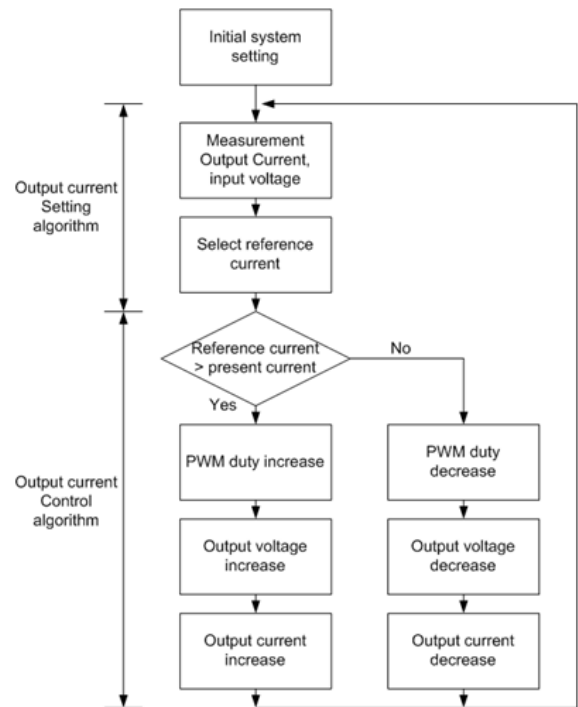 Initial system
setting
Measurement
Output Current,
input voltage
Output current
Setting
algorithm
Select reference
current
Reference current
> present current
No
Yes
PWM duty increase
PWM duty
decrease
Output current
Control
algorithm
Output voltage
increase
Output voltage
decrease
Output current
increase
Output current
decrease